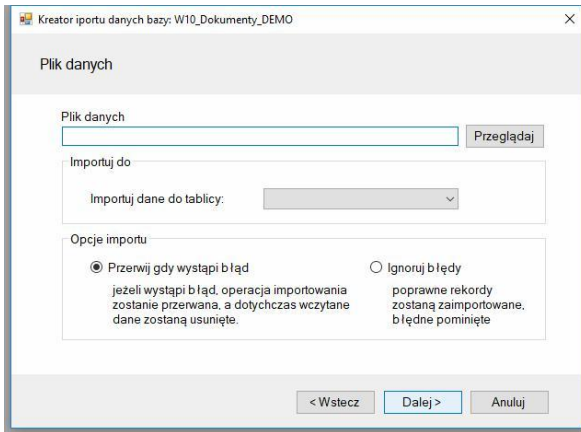 Kreator iportu danych bazy: W10_Dokumenty_DEMO
Plik danych
Plik danych
Przeglądaj
Importuj do
Importuj dane do tablicy:
Opcje importu
Przerwij gdy wystąpi błąd
jeżeli wystąpi błąd, operacja importowania
zostanie przerwana, a dotychczas wczytane
dane zostaną usunięte.
Ignoruj błędy
poprawne rekordy
zostaną zaimportowane,
błędne pominięte
< Wstecz
Dalej >
Anuluj